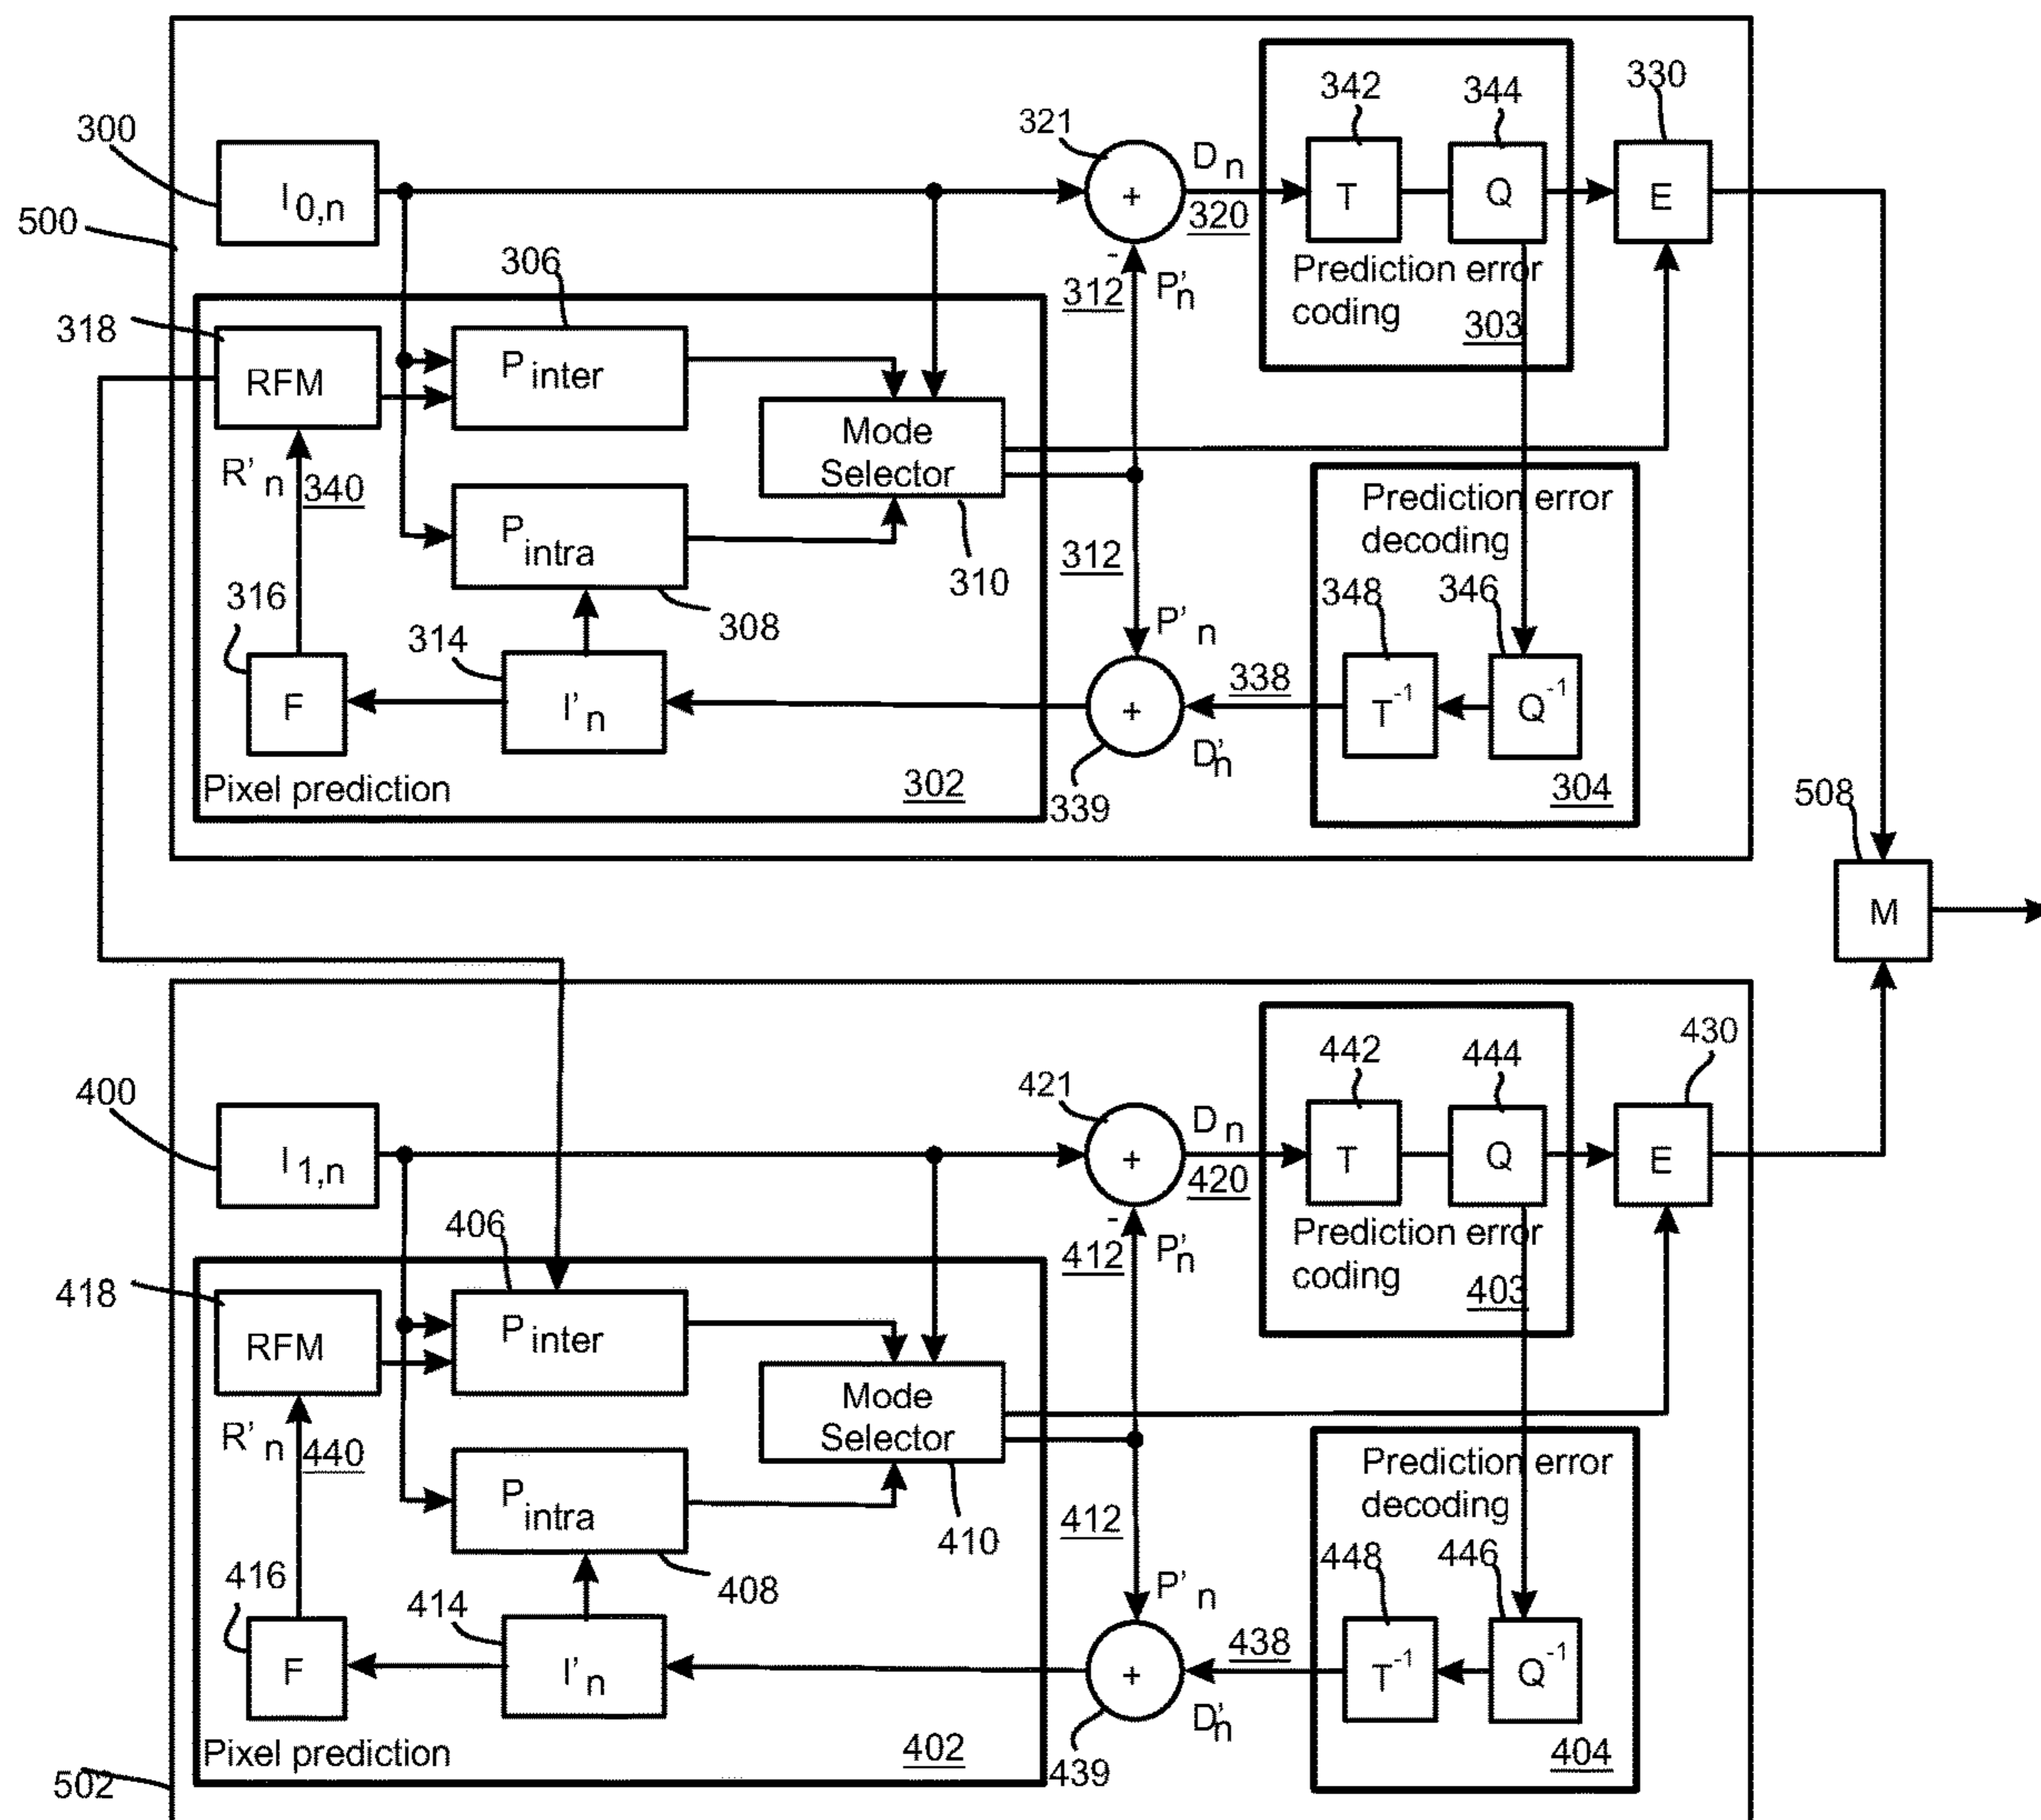 300
500
I 0,n
321
+
D n
320
342
344
T
Q
330
E
Prediction error
coding
303
-
312
P'n
306
318
RFM
P inter
Mode
Selector
310
R' n
340
P intra
308
312
P' n
316
F
314
I' n
339
+
338
D'n
Prediction error
decoding
348
346
T -1
Q -1
304
Pixel prediction
302
508
M
400
I 1,n
421
+
D n
420
442
444
T
Q
430
E
Prediction error
coding
403
-
412
P'n
406
418
RFM
P inter
Mode
Selector
410
R' n
440
P intra
408
412
P' n
416
F
414
I' n
439
+
438
D'n
Prediction error
decoding
448
446
T -1
Q -1
404
Pixel prediction
402
502